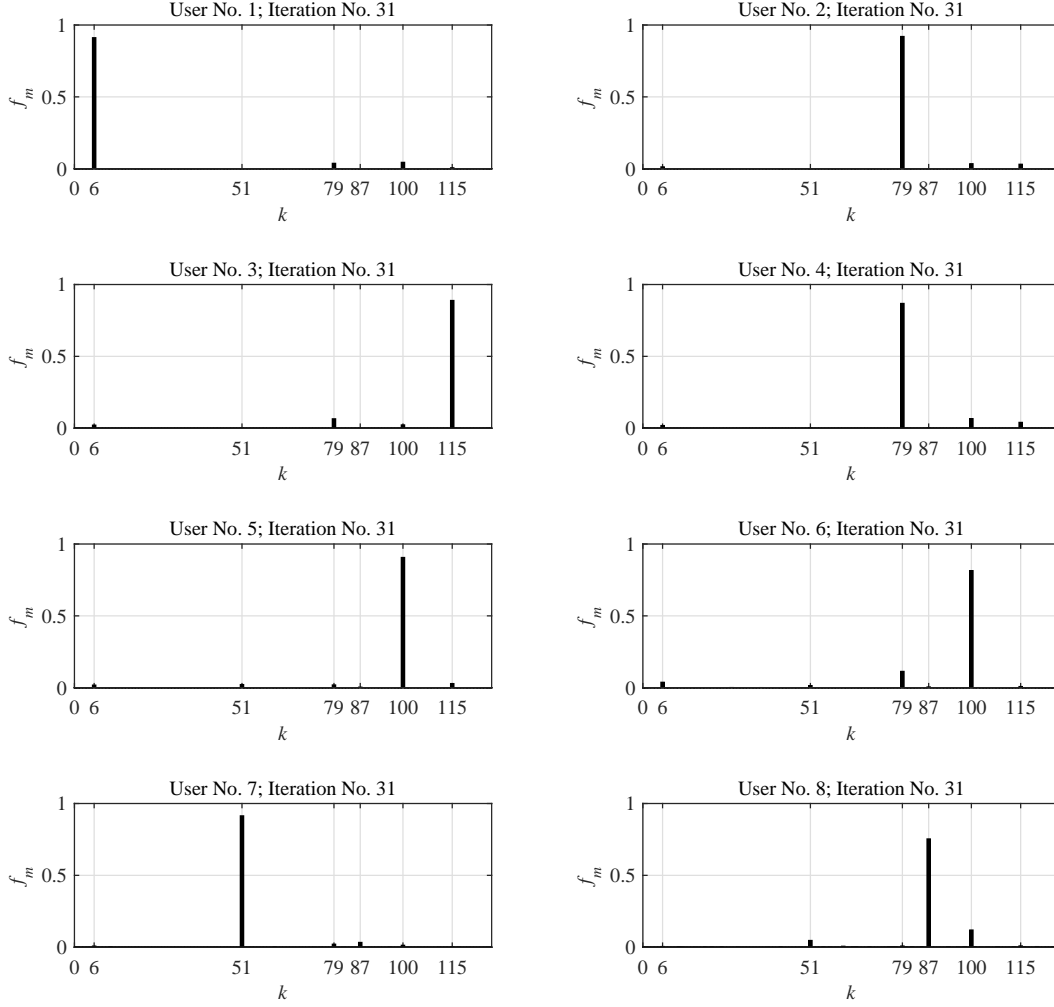 User No. 1; Iteration No. 31
1
0.5
0
f_m
0 6 51 79 87 100 115
k
User No. 2; Iteration No. 31
1
0.5
0
f_m
0 6 51 79 87 100 115
k
User No. 3; Iteration No. 31
1
0.5
0
f_m
0 6 51 79 87 100 115
k
User No. 4; Iteration No. 31
1
0.5
0
f_m
0 6 51 79 87 100 115
k
User No. 5; Iteration No. 31
1
0.5
0
f_m
0 6 51 79 87 100 115
k
User No. 6; Iteration No. 31
1
0.5
0
f_m
0 6 51 79 87 100 115
k
User No. 7; Iteration No. 31
1
0.5
0
f_m
0 6 51 79 87 100 115
k
User No. 8; Iteration No. 31
1
0.5
0
f_m
0 6 51 79 87 100 115
k